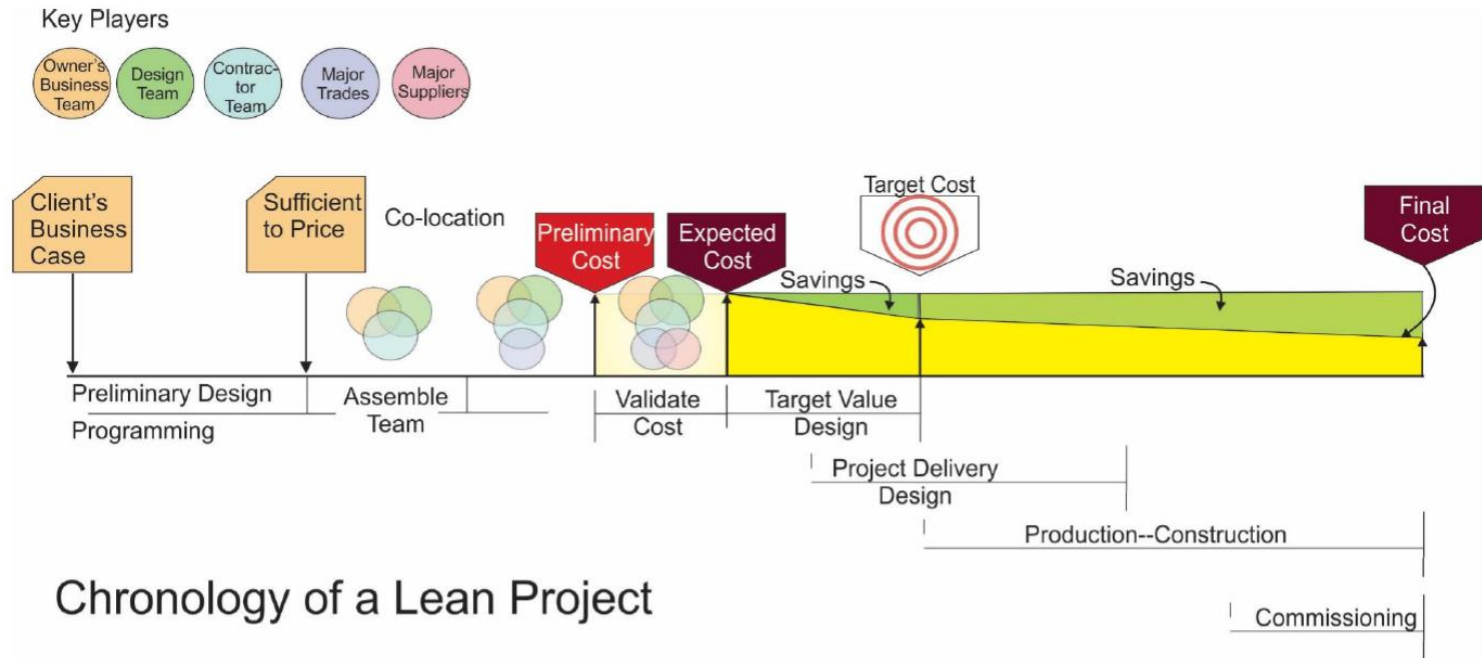 Key Players
Owner's
Business
Team
Design
Team
Contrac-
tor
Team
Major
Trades
Major
Suppliers
Client's
Business
Case
Sufficient
to Price
Co-location
Preliminary
Cost
Expected
Cost
Target Cost
Final
Cost
Savings
Savings
Preliminary Design
Programming
Assemble
Team
Validate
Cost
Target Value
Design
Project Delivery
Design
Production--Construction
Commissioning
Chronology of a Lean Project